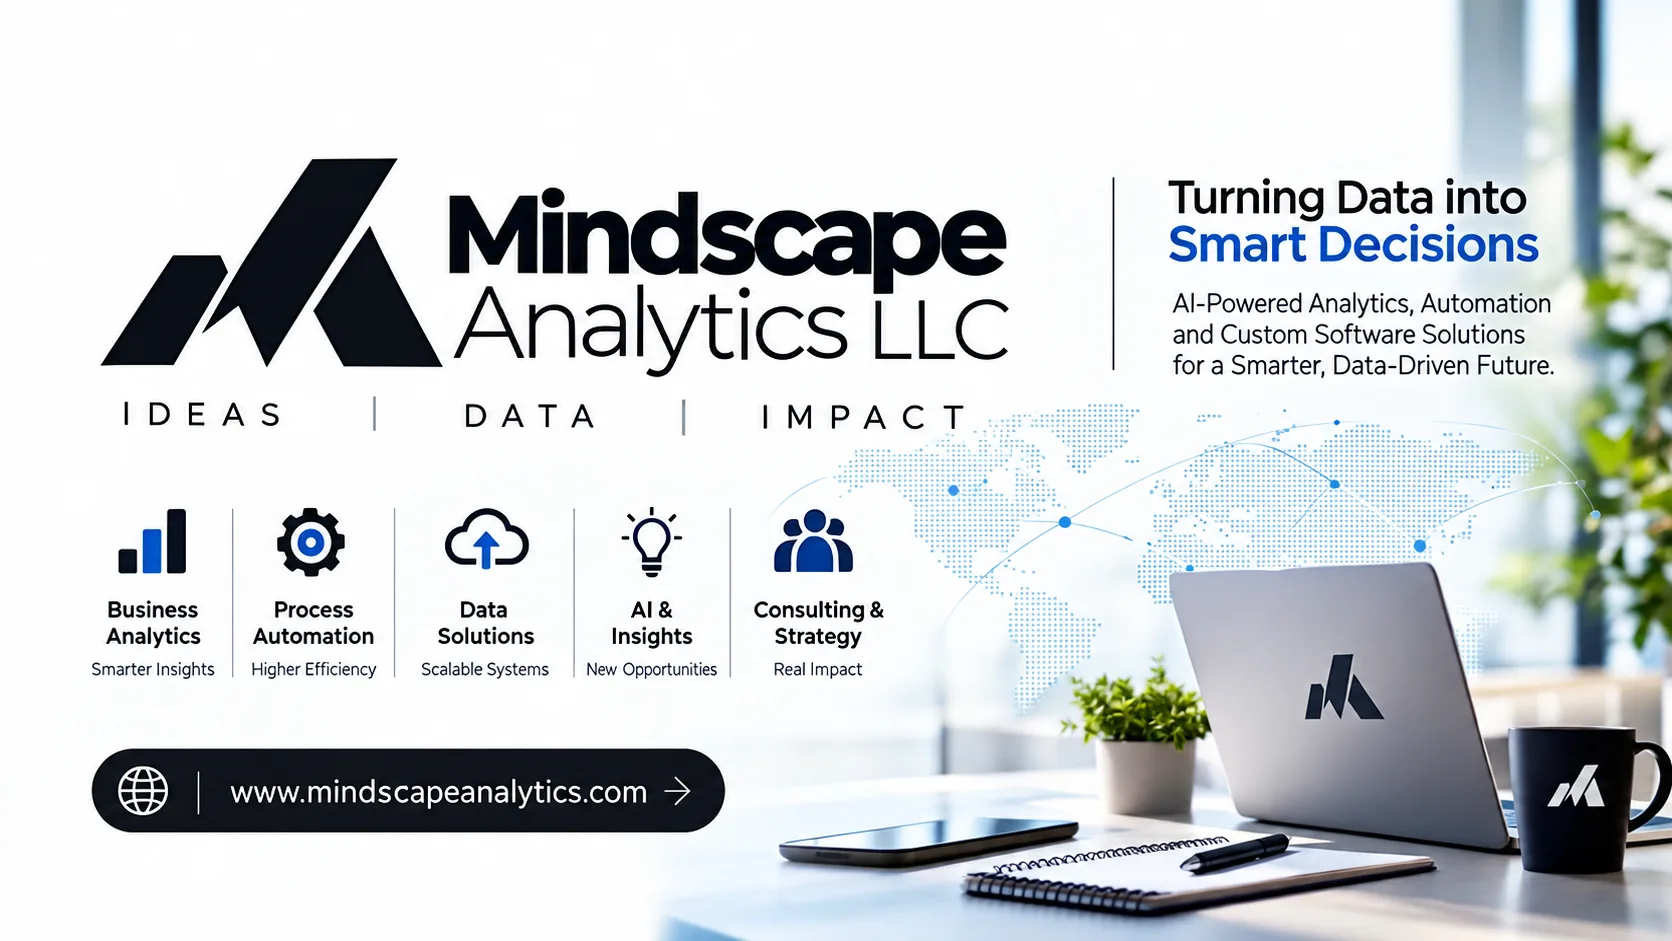 Mindscape
Analytics LLC
IDEAS | DATA | IMPACT
Turning Data into
Smart Decisions
AI-Powered Analytics, Automation
and Custom Software Solutions
for a Smarter, Data-Driven Future.
Business
Analytics
Smarter Insights
Process
Automation
Higher Efficiency
Data
Solutions
Scalable Systems
AI &
Insights
New Opportunities
Consulting &
Strategy
Real Impact
www.mindscapeanalytics.com